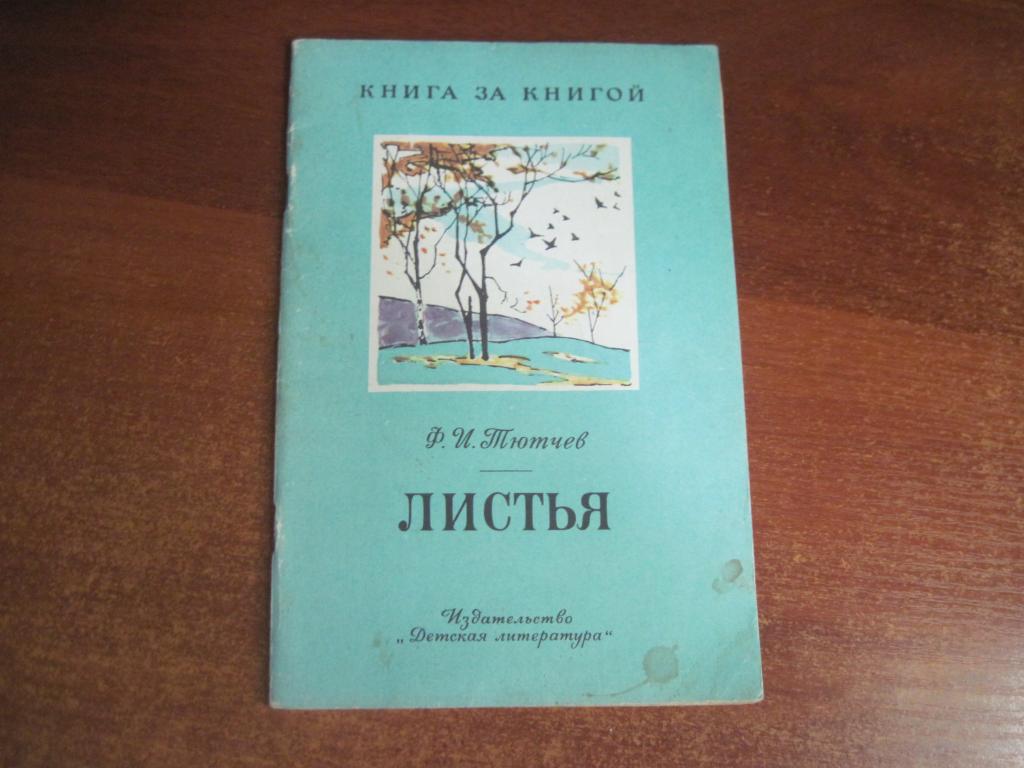 КНИГА ЗА КНИГОЙ
Ф. И. Тютчев
ЛИСТЬЯ
Издательство
„Детская литература“